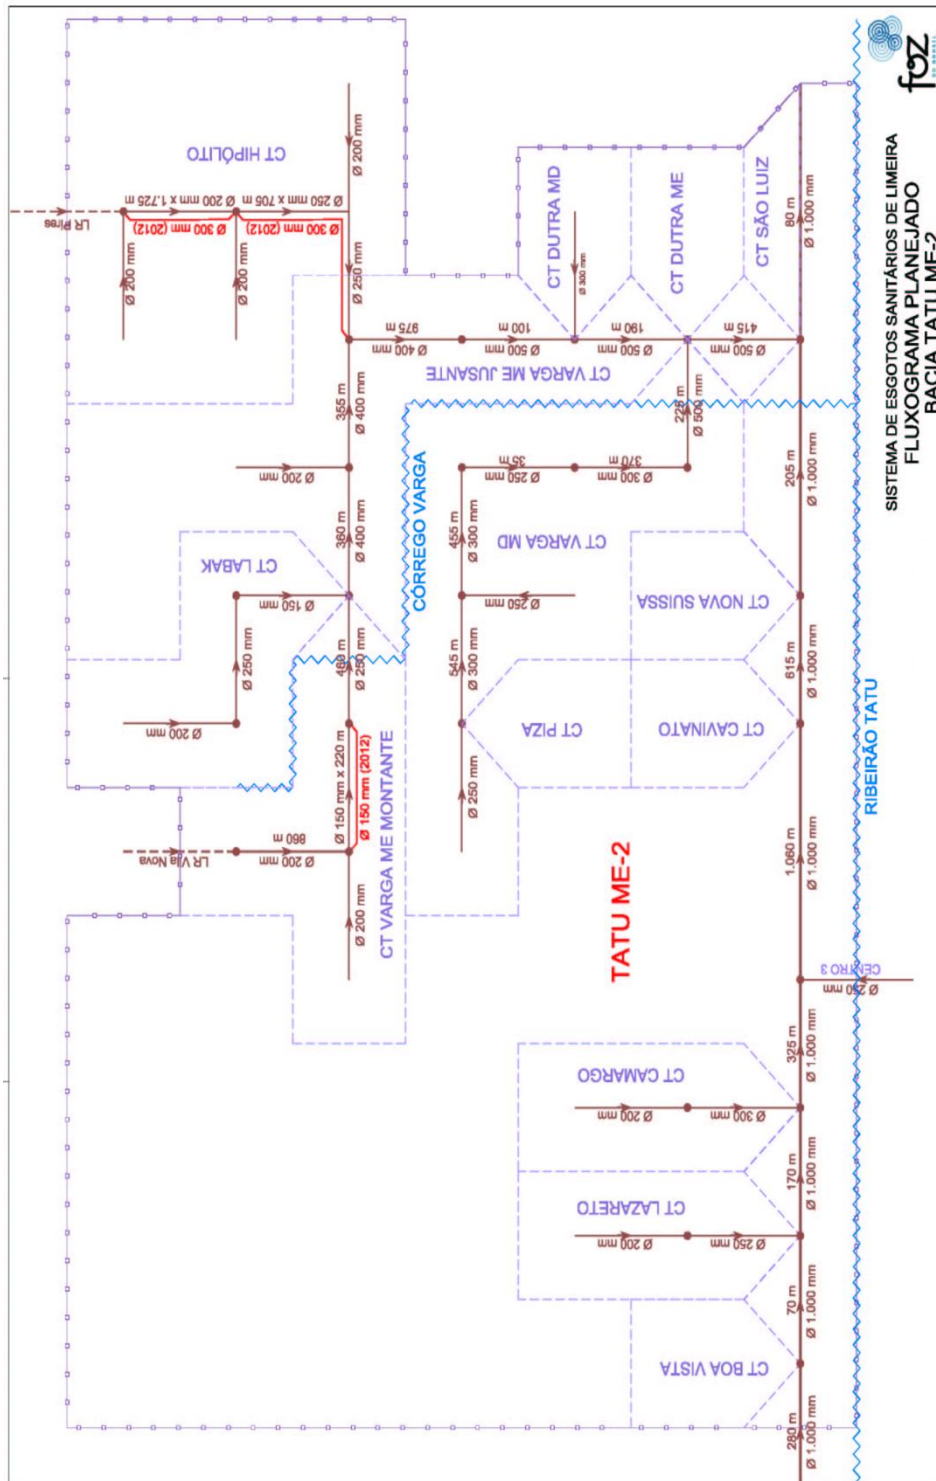 LR Pires
Ø 200 mm
Ø 200 mm x 1.725 m
Ø 300 mm (2012)
CT HIPÓLITO
Ø 200 mm
Ø 250 mm x 705 m
Ø 300 mm (2012)
Ø 200 mm
Ø 250 mm
355 m
Ø 400 mm
Ø 200 mm
360 m
Ø 400 mm
CT LABAK
Ø 150 mm
Ø 250 mm
Ø 200 mm
460 m
Ø 250 mm
Ø 150 mm x 220 m
Ø 150 mm (2012)
LR Vila Nova
Ø 200 mm
860 m
Ø 200 mm
CT VARGA ME MONTANTE
CÓRREGO VARGA
975 m
Ø 400 mm
100 m
Ø 500 mm
190 m
Ø 500 mm
415 m
Ø 500 mm
CT VARGA ME JUSANTE
CT DUTRA MD
Ø 300 mm
CT DUTRA ME
CT SÃO LUIZ
225 m
Ø 500 mm
35 m
Ø 250 mm
370 m
Ø 300 mm
455 m
Ø 300 mm
CT VARGA MD
Ø 250 mm
545 m
Ø 300 mm
Ø 250 mm
CT PIZA
CT NOVA SUISSA
CT CAVINATO
TATU ME-2
80 m
Ø 1.000 mm
205 m
Ø 1.000 mm
615 m
Ø 1.000 mm
1.060 m
Ø 1.000 mm
325 m
Ø 1.000 mm
170 m
Ø 1.000 mm
70 m
Ø 1.000 mm
280 m
Ø 1.000 mm
CENTRO 3
CT CAMARGO
Ø 200 mm
Ø 300 mm
CT LAZARETO
Ø 200 mm
Ø 250 mm
CT BOA VISTA
RIBEIRÃO TATU
foz
SISTEMA DE ESGOTOS SANITÁRIOS DE LIMEIRA
FLUXOGRAMA PLANEJADO
BACIA TATU ME-2